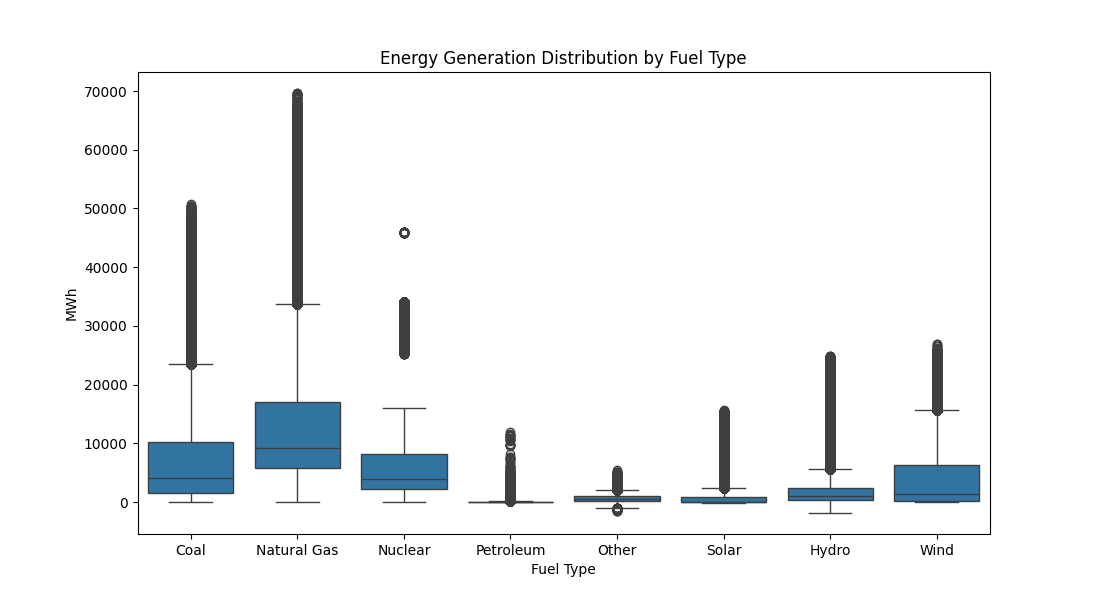 Energy Generation Distribution by Fuel Type
70000
60000
50000
40000
30000
20000
10000
0
MWh
Coal Natural Gas Nuclear Petroleum Other Solar Hydro Wind
Fuel Type